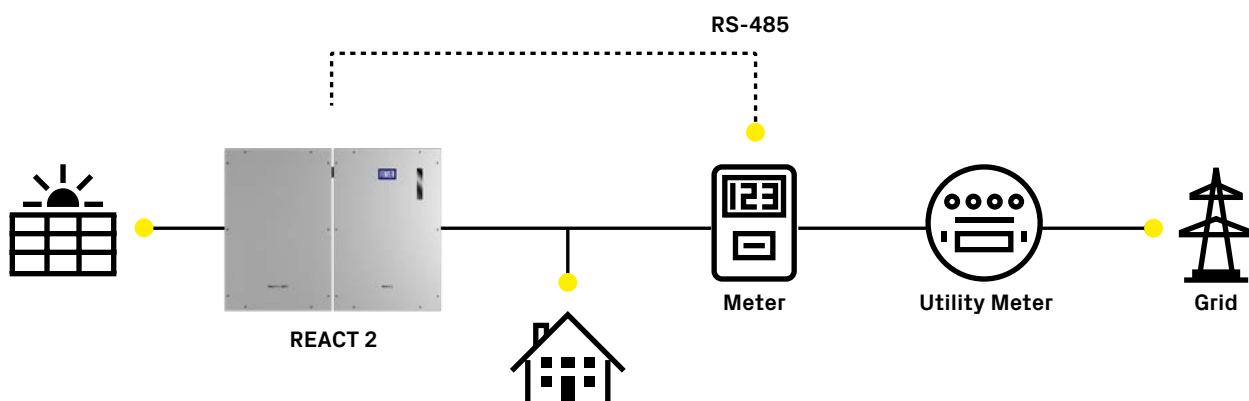 RS-485
123
REACT 2
Meter
Utility Meter
Grid